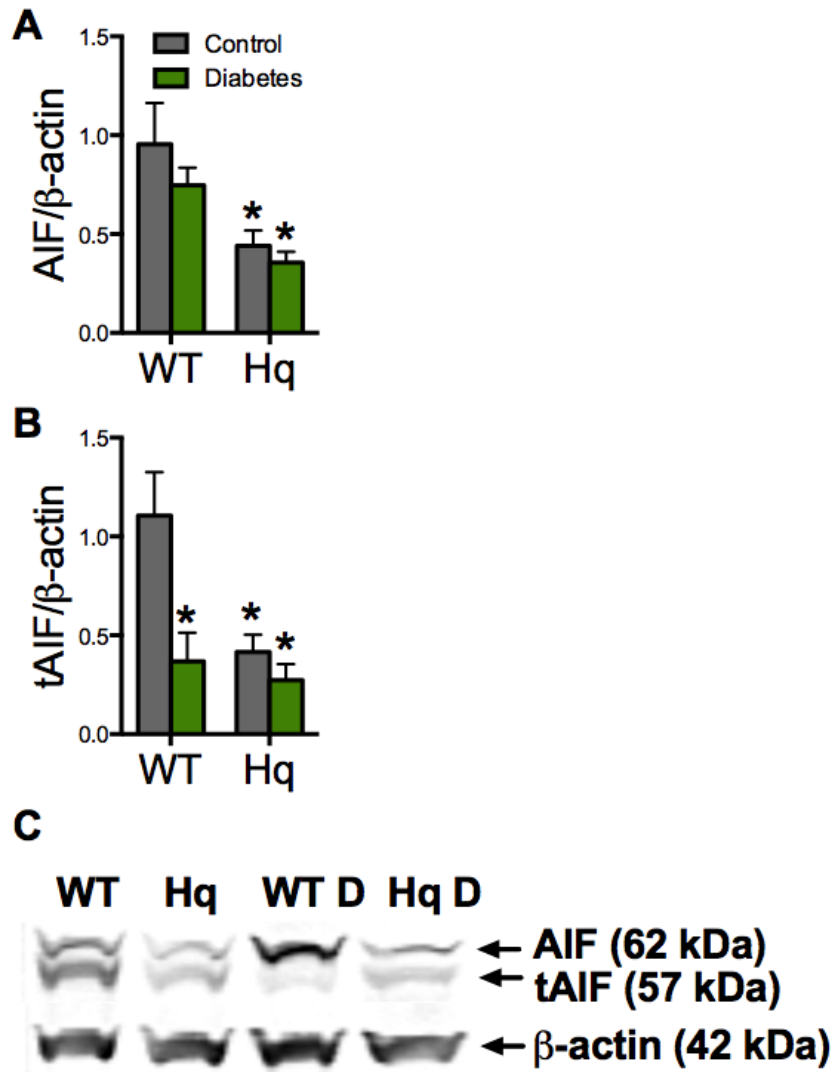 A
1.5
Control
Diabetes
1.0
0.5
0.0
AIF/β-actin
* *
WT Hq
B
1.5
1.0
0.5
0.0
tAIF/β-actin
* * *
WT Hq
C
WT Hq WT D Hq D
AIF (62 kDa)
tAIF (57 kDa)
β-actin (42 kDa)